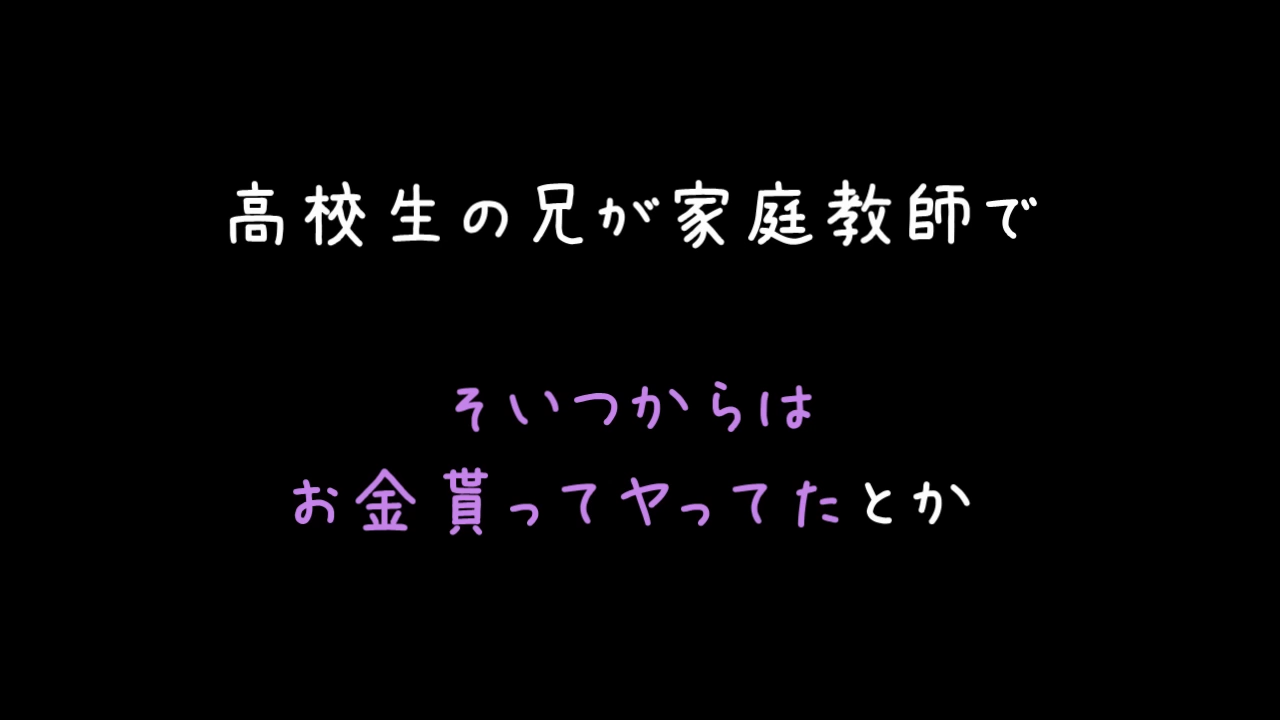 高校生の兄が家庭教師で
そいつからは
お金貰ってヤってたとか